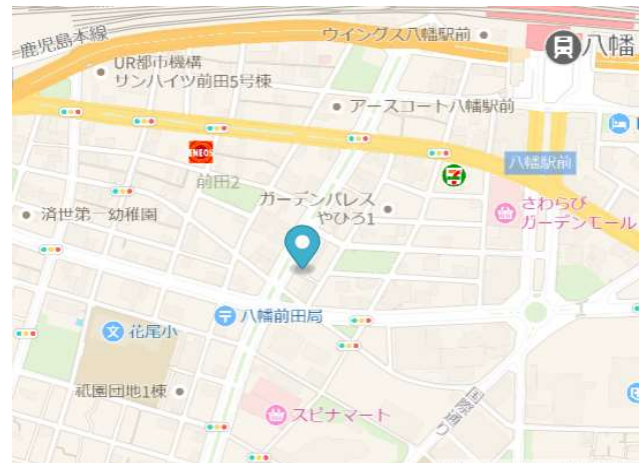 鹿児島本線
ウイングス八幡駅前
八幡
UR都市機構
サンハイツ前田5号棟
アースコート八幡駅前
ENEOS
前田2
7
八幡駅前
済世第一幼稚園
ガーデンパレス
やひろ1
さわらび
ガーデンモール
八幡前田局
文
花尾小
祇園団地1棟
スピナマート
国際通り